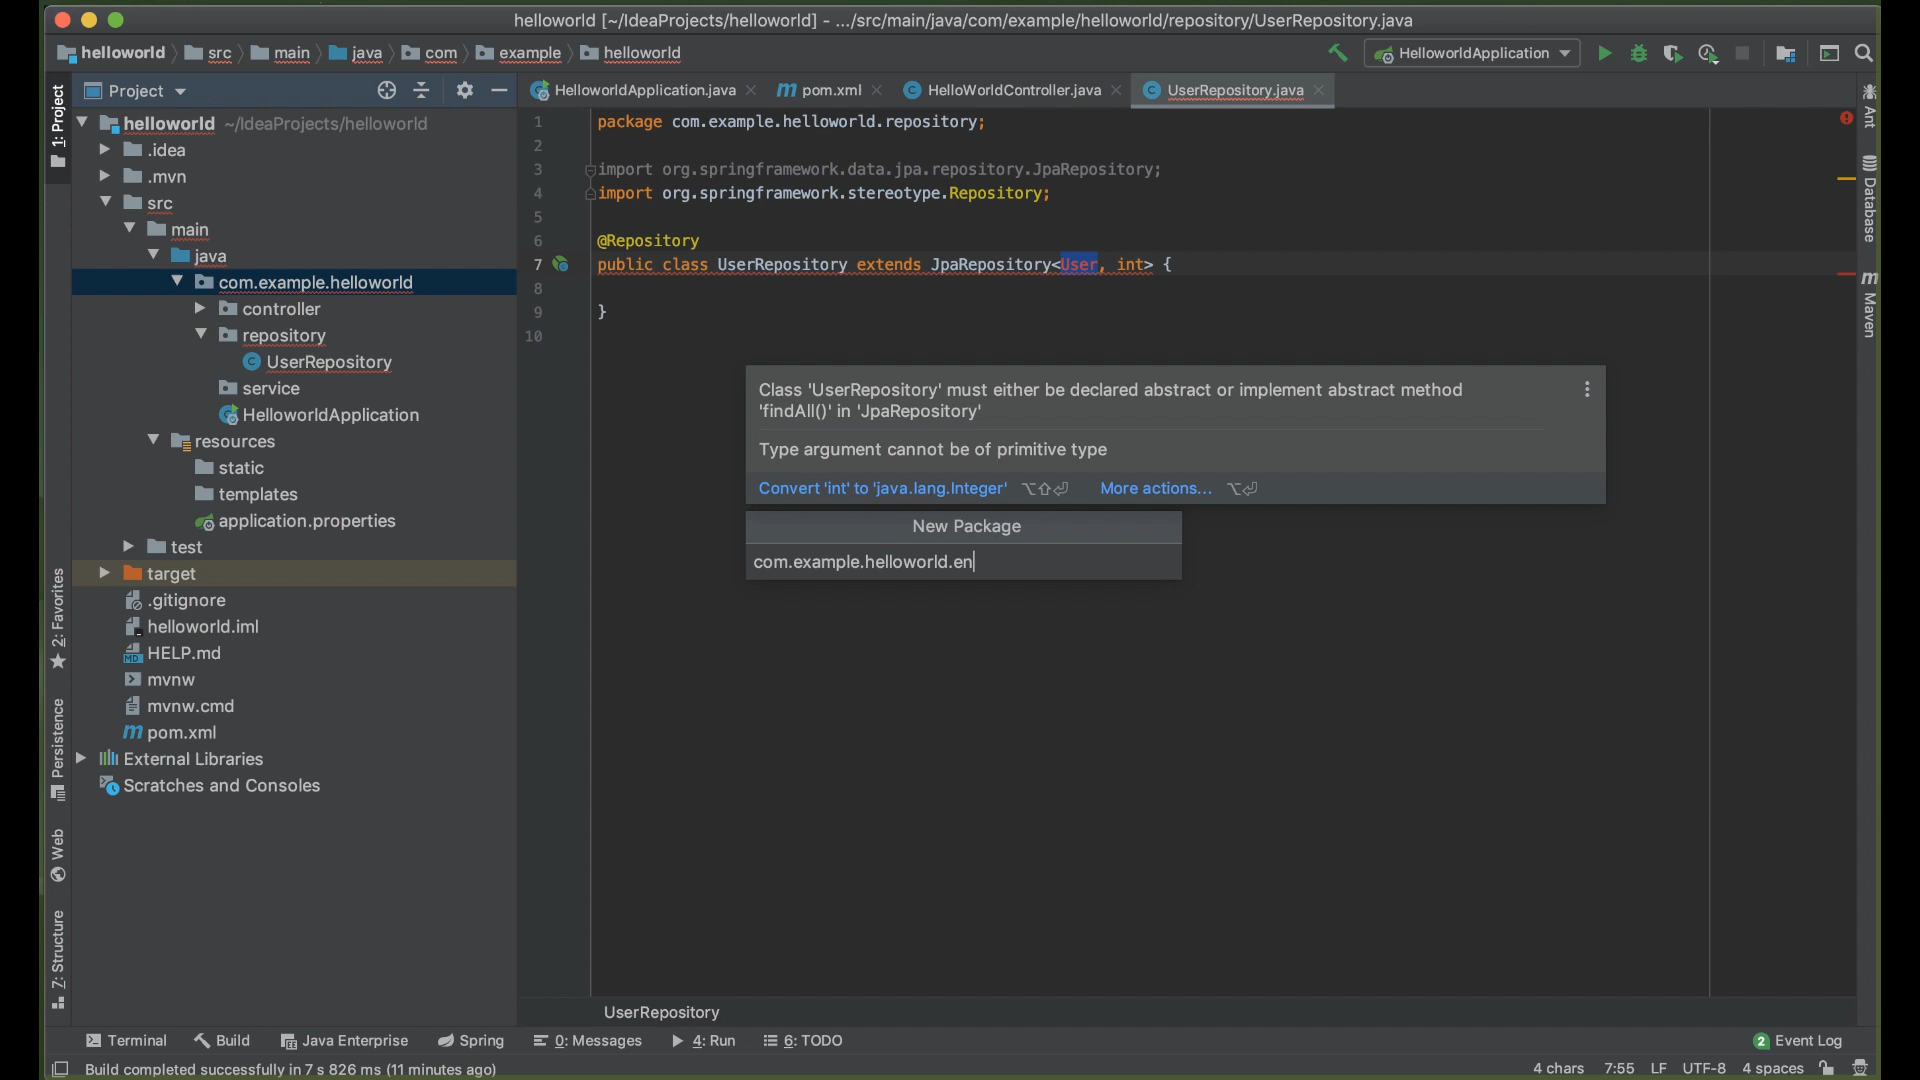 helloworld [~/IdeaProjects/helloworld] - .../src/main/java/com/example/helloworld/repository/UserRepository.java
helloworld src main java com example helloworld
HelloworldApplication
1: Project
Project
HelloworldApplication.java
pom.xml
HelloWorldController.java
UserRepository.java
helloworld ~/IdeaProjects/helloworld
.idea
.mvn
src
main
java
com.example.helloworld
controller
repository
UserRepository
service
HelloworldApplication
resources
static
templates
application.properties
test
target
.gitignore
helloworld.iml
HELP.md
mvnw
mvnw.cmd
pom.xml
External Libraries
Scratches and Consoles
2: Favorites
Persistence
Web
7: Structure
1 package com.example.helloworld.repository;
2
3 import org.springframework.data.jpa.repository.JpaRepository;
4 import org.springframework.stereotype.Repository;
5
6 @Repository
7 public class UserRepository extends JpaRepository<User, int> {
8
9 }
10
Class 'UserRepository' must either be declared abstract or implement abstract method
'findAll()' in 'JpaRepository'
Type argument cannot be of primitive type
Convert 'int' to 'java.lang.Integer' ⌥⇧⏎ More actions... ⌥⏎
New Package
com.example.helloworld.en
Ant
Database
m Maven
UserRepository
Terminal Build Java Enterprise Spring 0: Messages 4: Run 6: TODO 2 Event Log
Build completed successfully in 7 s 826 ms (11 minutes ago) 4 chars 7:55 LF UTF-8 4 spaces